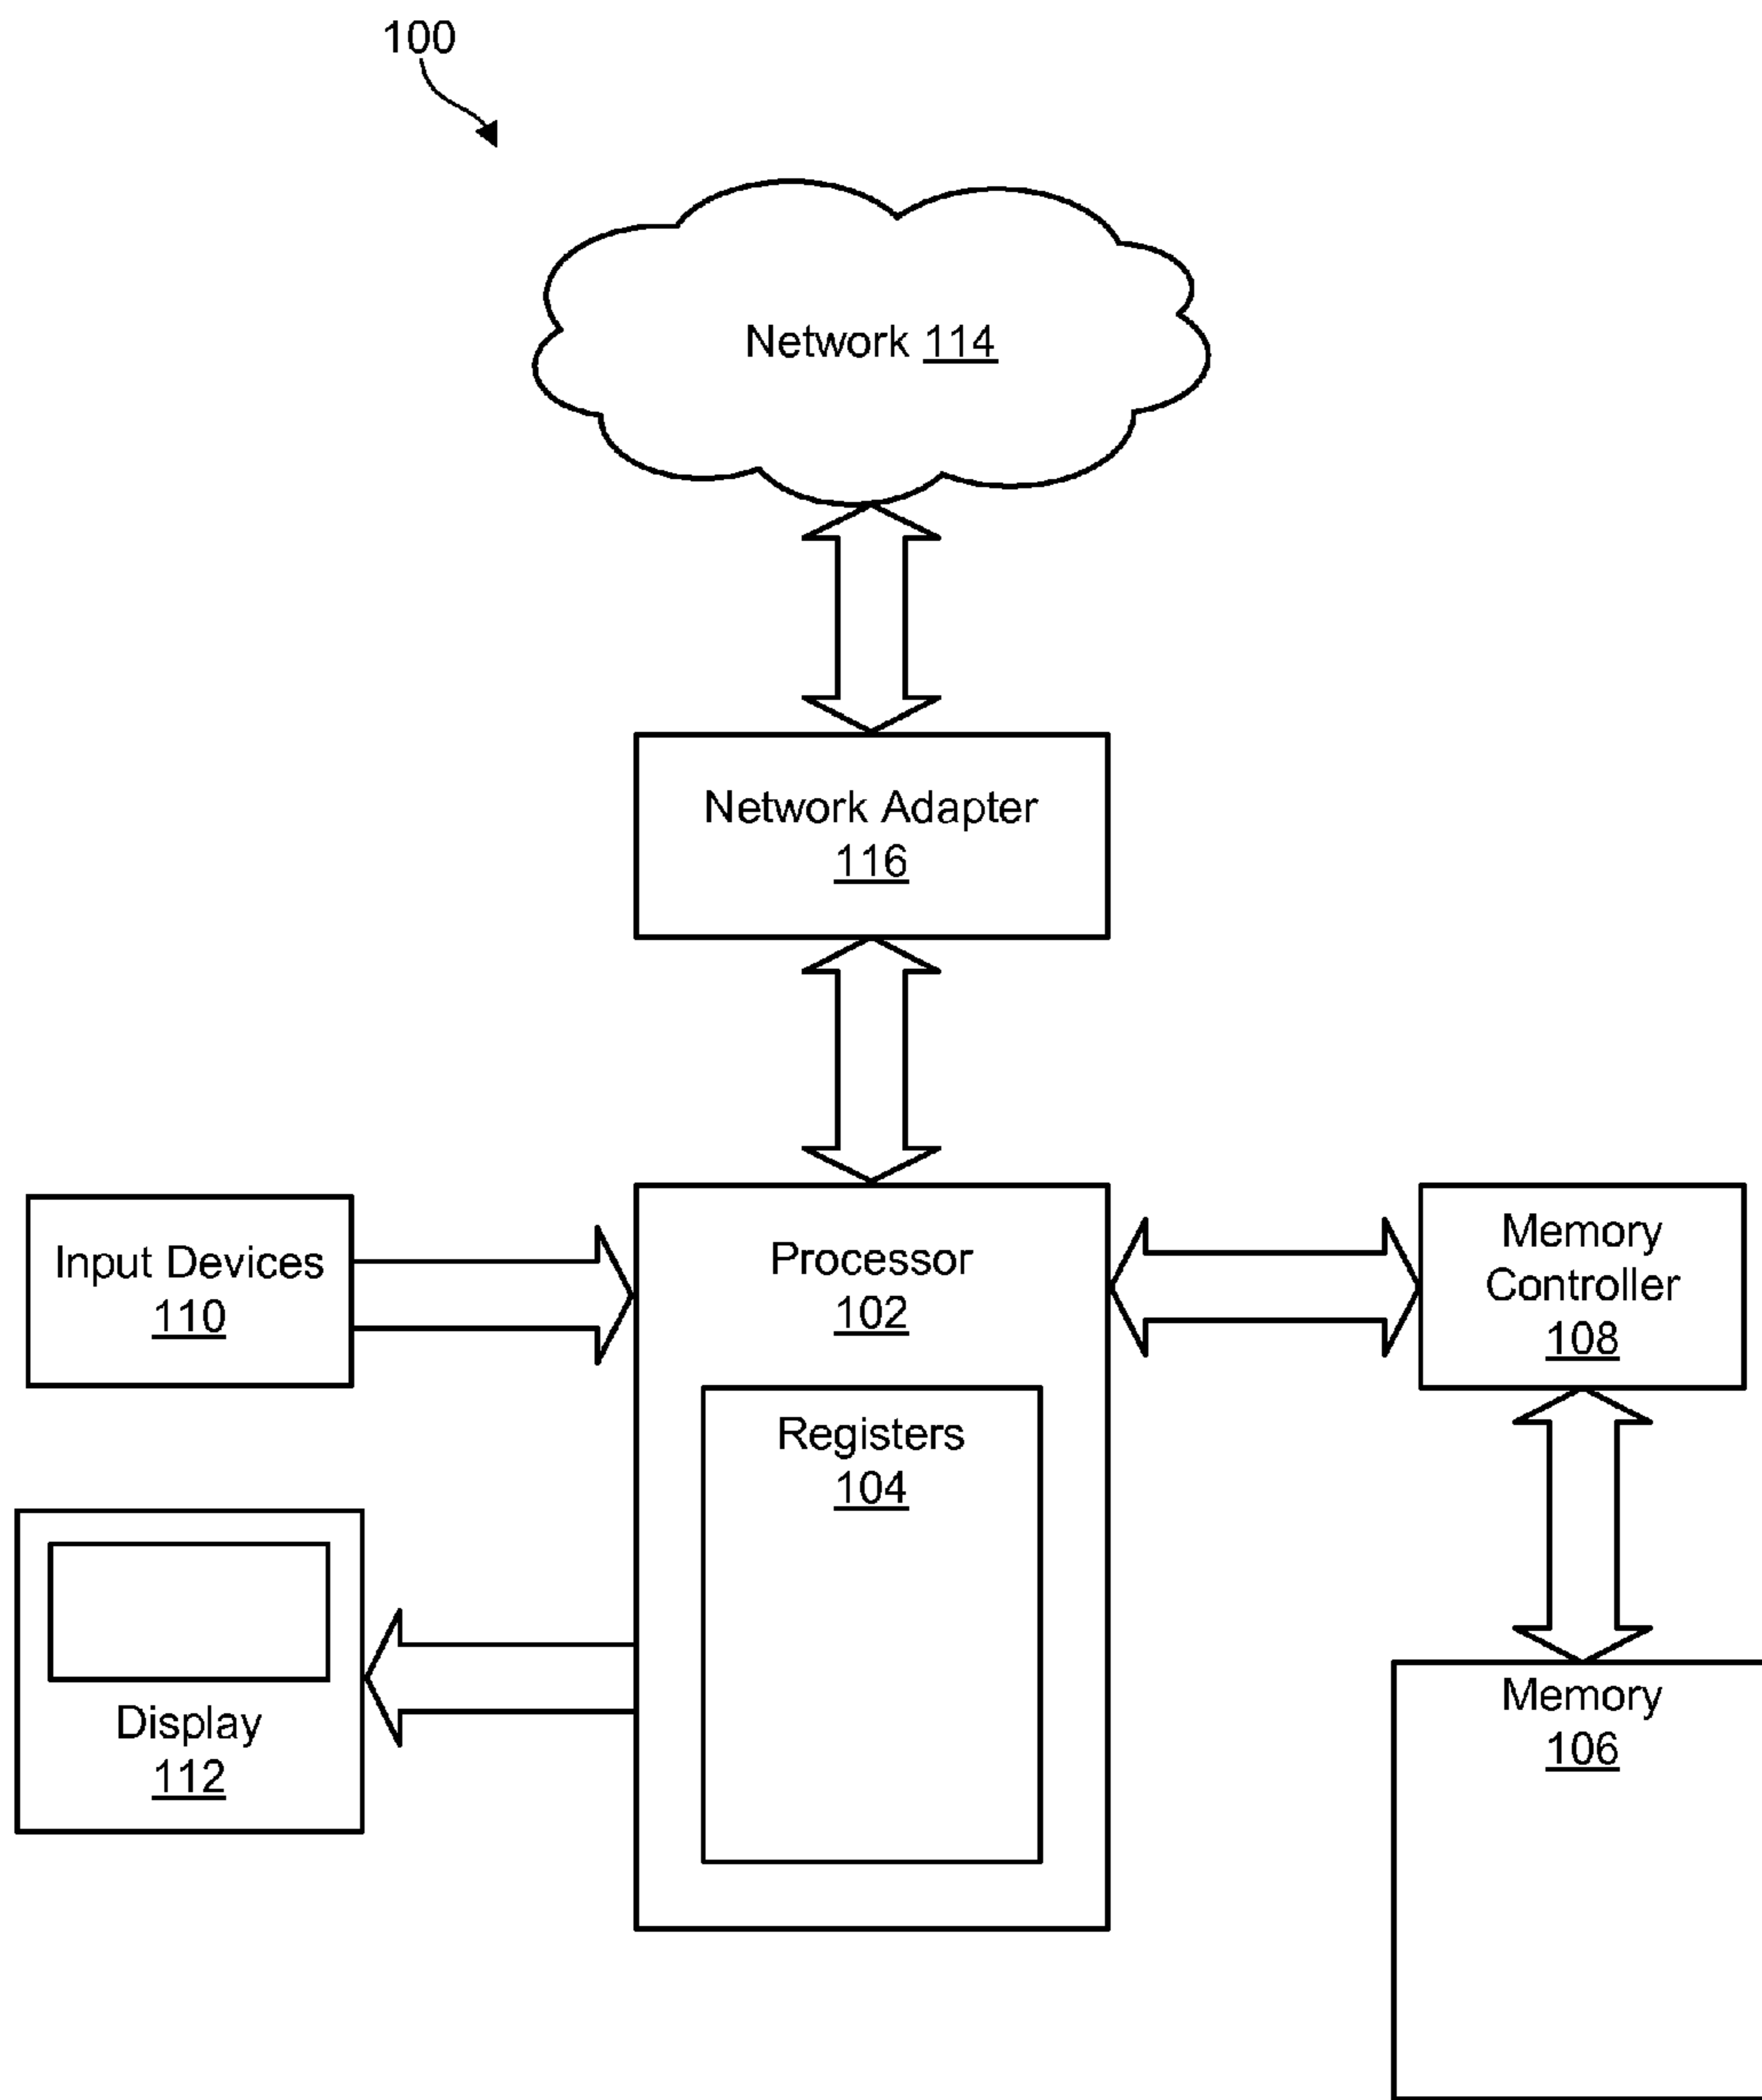 100
Network 114
Network Adapter
116
Input Devices
110
Processor
102
Memory
Controller
108
Registers
104
Display
112
Memory
106